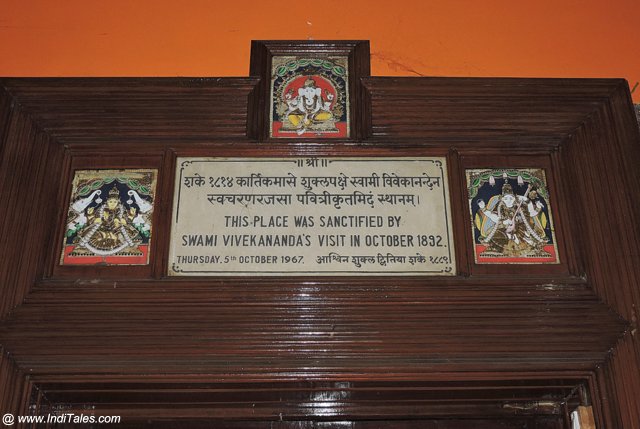 ॥ श्री ॥
शके १८१४ कार्तिकमासे शुक्लपक्षे स्वामी विवेकानन्देन
स्वचरणरजसा पवित्रीकृतमिदं स्थानम् ।
THIS PLACE WAS SANCTIFIED BY
SWAMI VIVEKANANDA'S VISIT IN OCTOBER 1892.
THURSDAY. 5th OCTOBER 1967. आश्विन शुक्ल द्वितिया शके १८८९
@ www.IndiTales.com